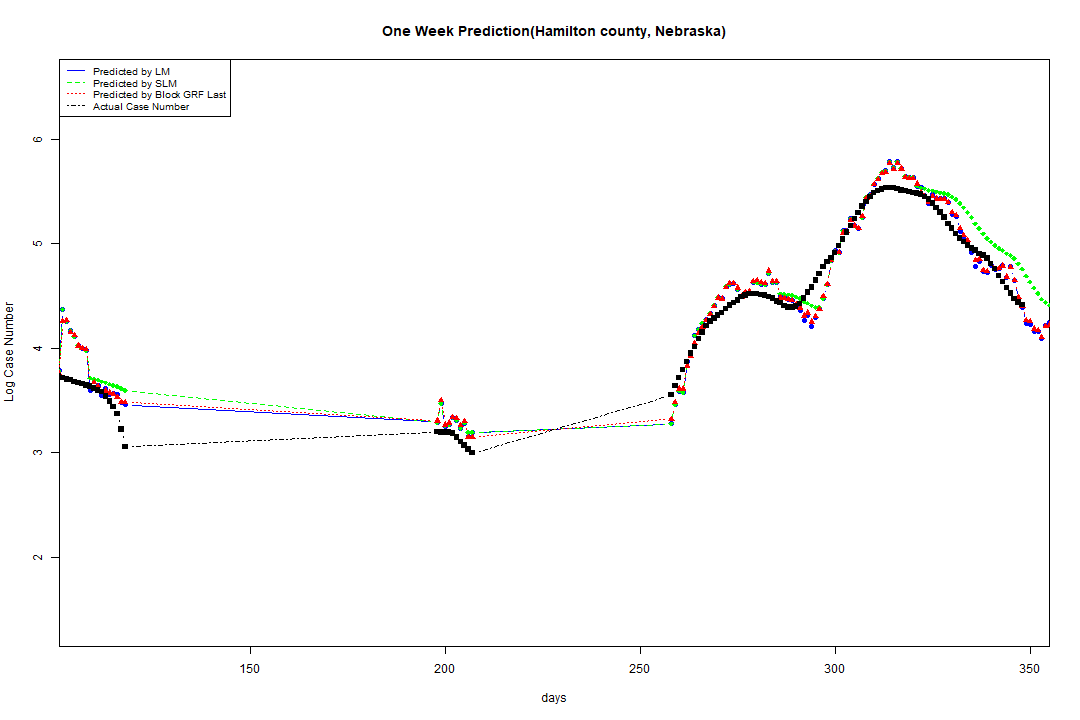 One Week Prediction(Hamilton county, Nebraska)
Predicted by LM
Predicted by SLM
Predicted by Block GRF Last
Actual Case Number
6
5
4
3
2
Log Case Number
150 200 250 300 350
days